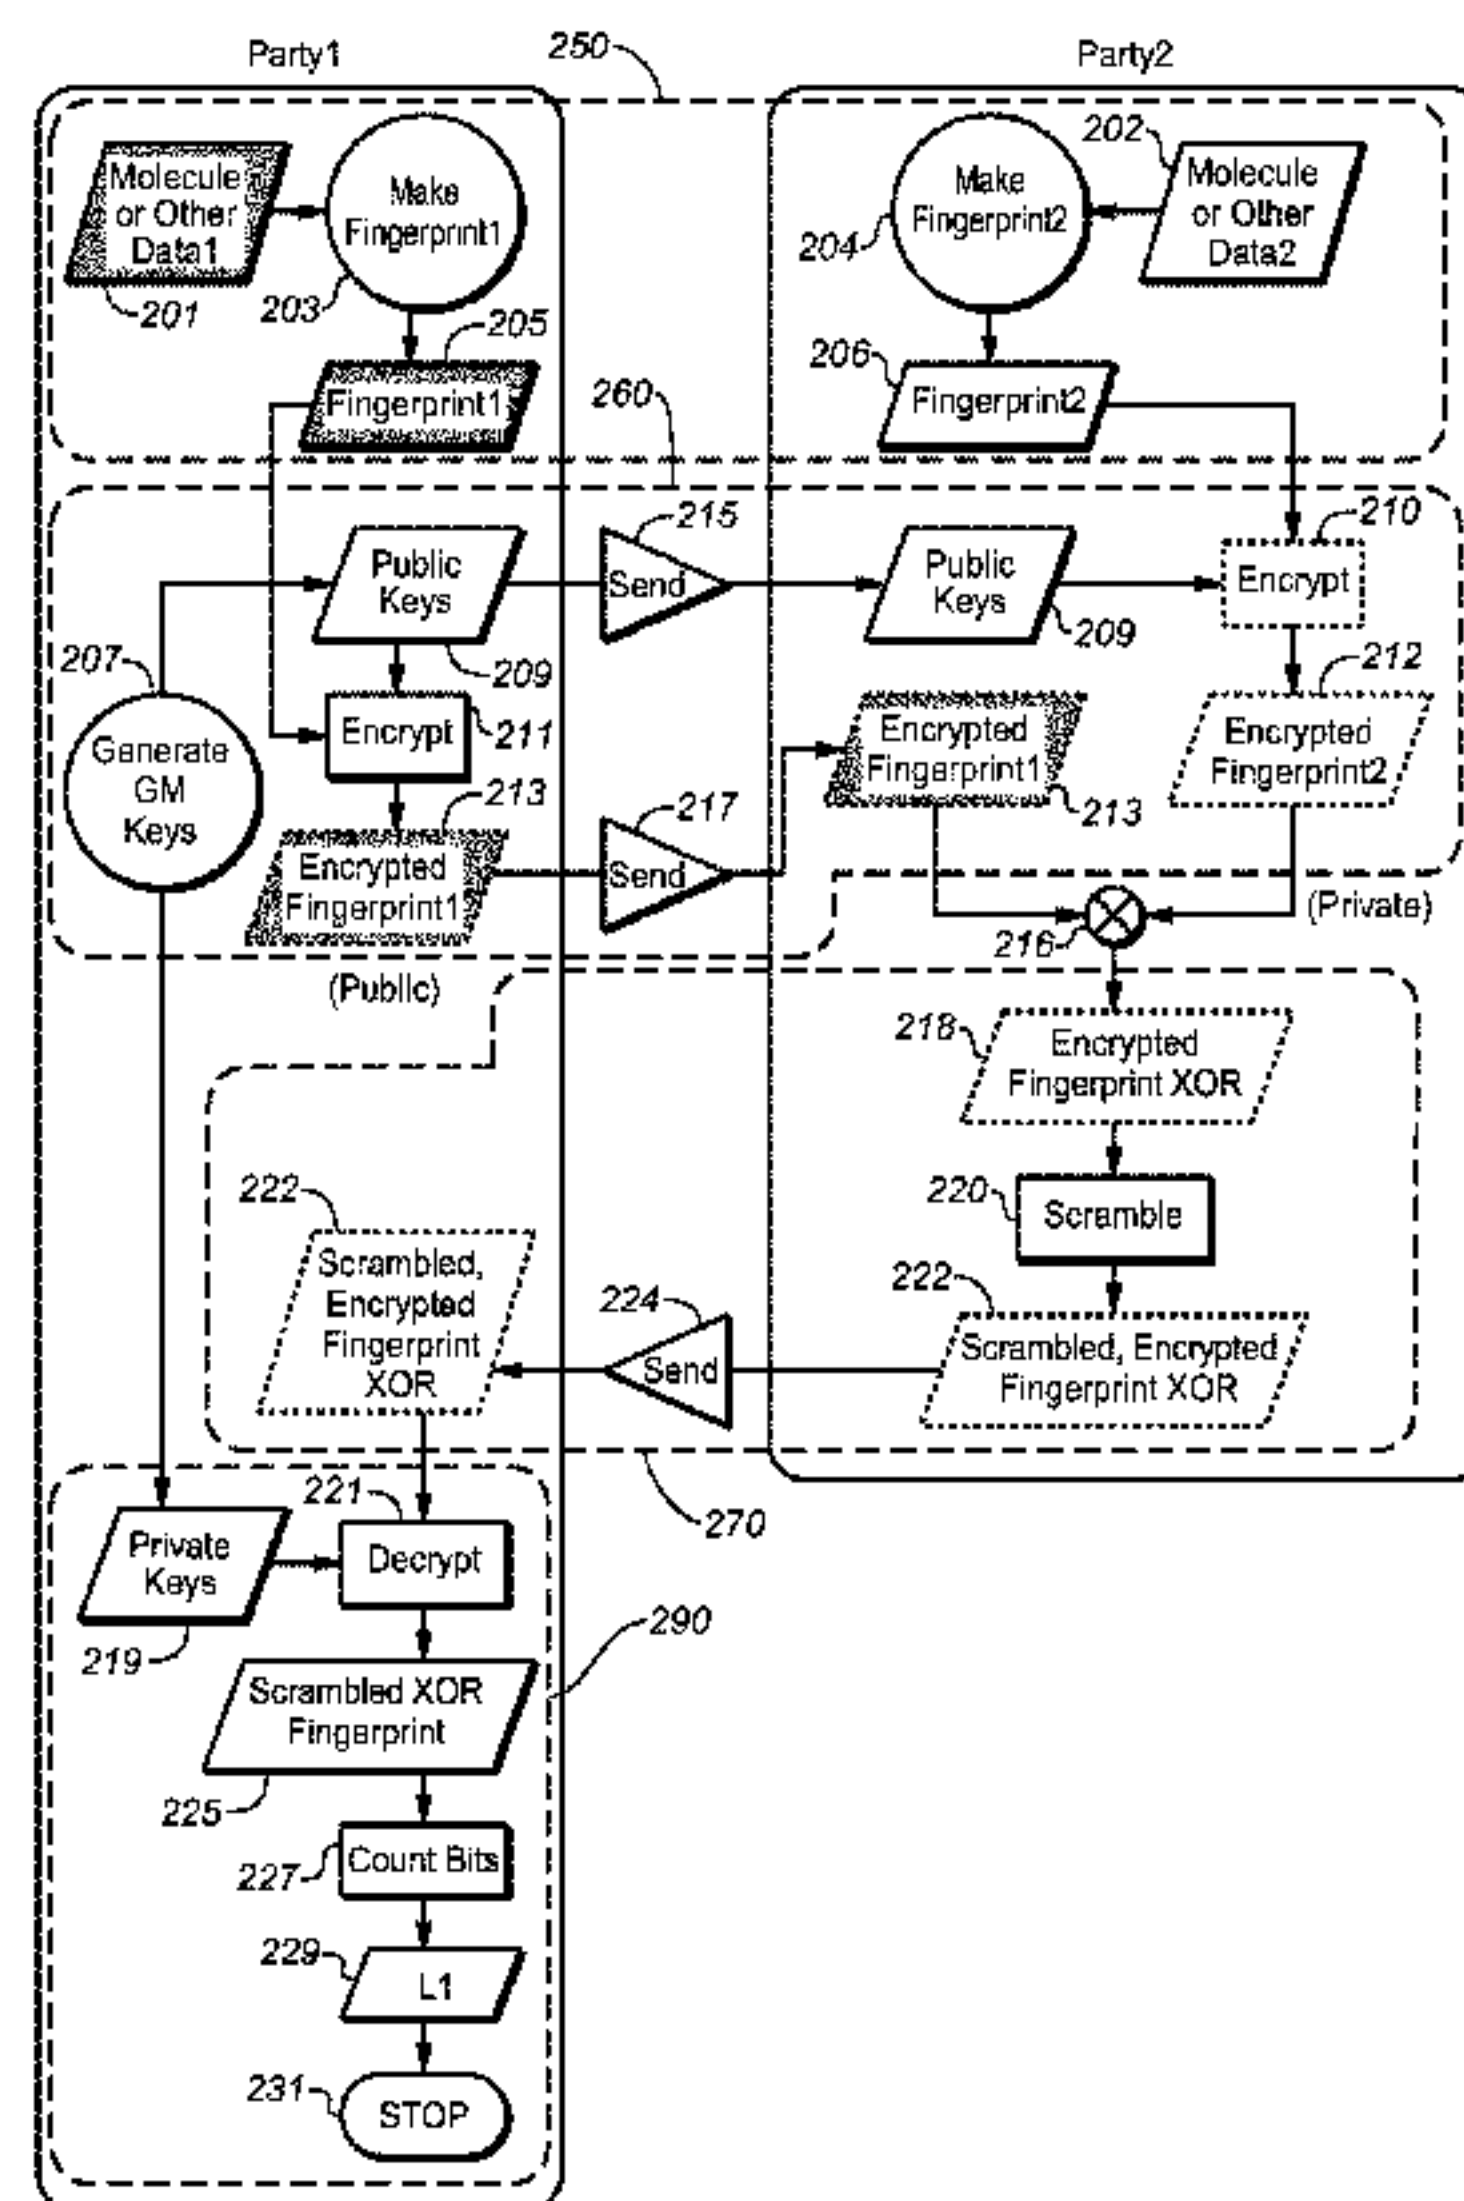 Party1
250
Party2
Molecule
or Other
Data1
201
Make
Fingerprint1
203
205
Fingerprint1
202
Molecule
or Other
Data2
Make
Fingerprint2
204
206
Fingerprint2
260
Public
Keys
209
215
Send
Public
Keys
209
210
Encrypt
207
Generate
GM
Keys
Encrypt
211
213
Encrypted
Fingerprint1
217
Send
Encrypted
Fingerprint1
213
212
Encrypted
Fingerprint2
(Public)
216
(Private)
218
Encrypted
Fingerprint XOR
220
Scramble
222
Scrambled, Encrypted
Fingerprint XOR
224
Send
222
Scrambled,
Encrypted
Fingerprint
XOR
270
Private
Keys
219
221
Decrypt
290
Scrambled XOR
Fingerprint
225
Count Bits
227
229
L1
231
STOP